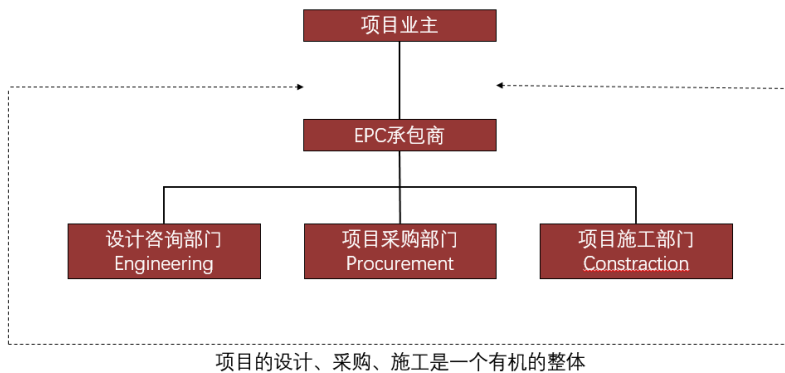 项目业主
EPC承包商
设计咨询部门
Engineering
项目采购部门
Procurement
项目施工部门
Constraction
项目的设计、采购、施工是一个有机的整体